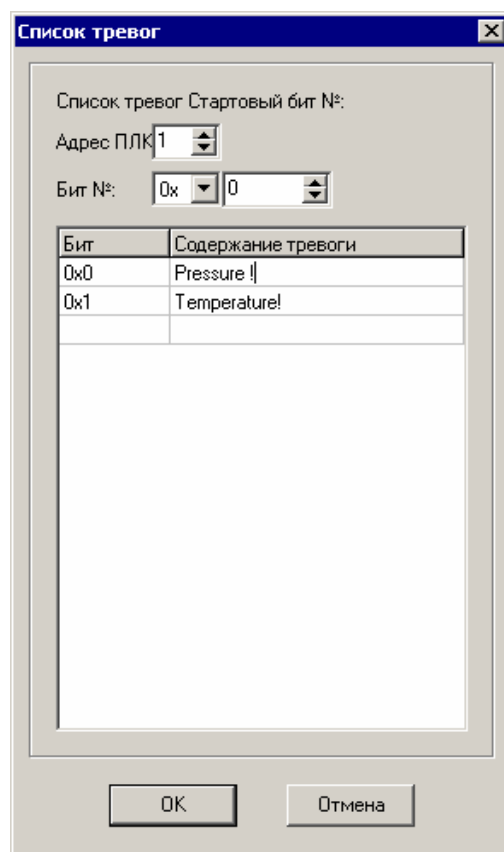 Список тревог
Список тревог Стартовый бит №:
Адрес ПЛК 1
Бит №: 0x 0
Бит Содержание тревоги
0x0 Pressure !
0x1 Temperature!
OK Отмена